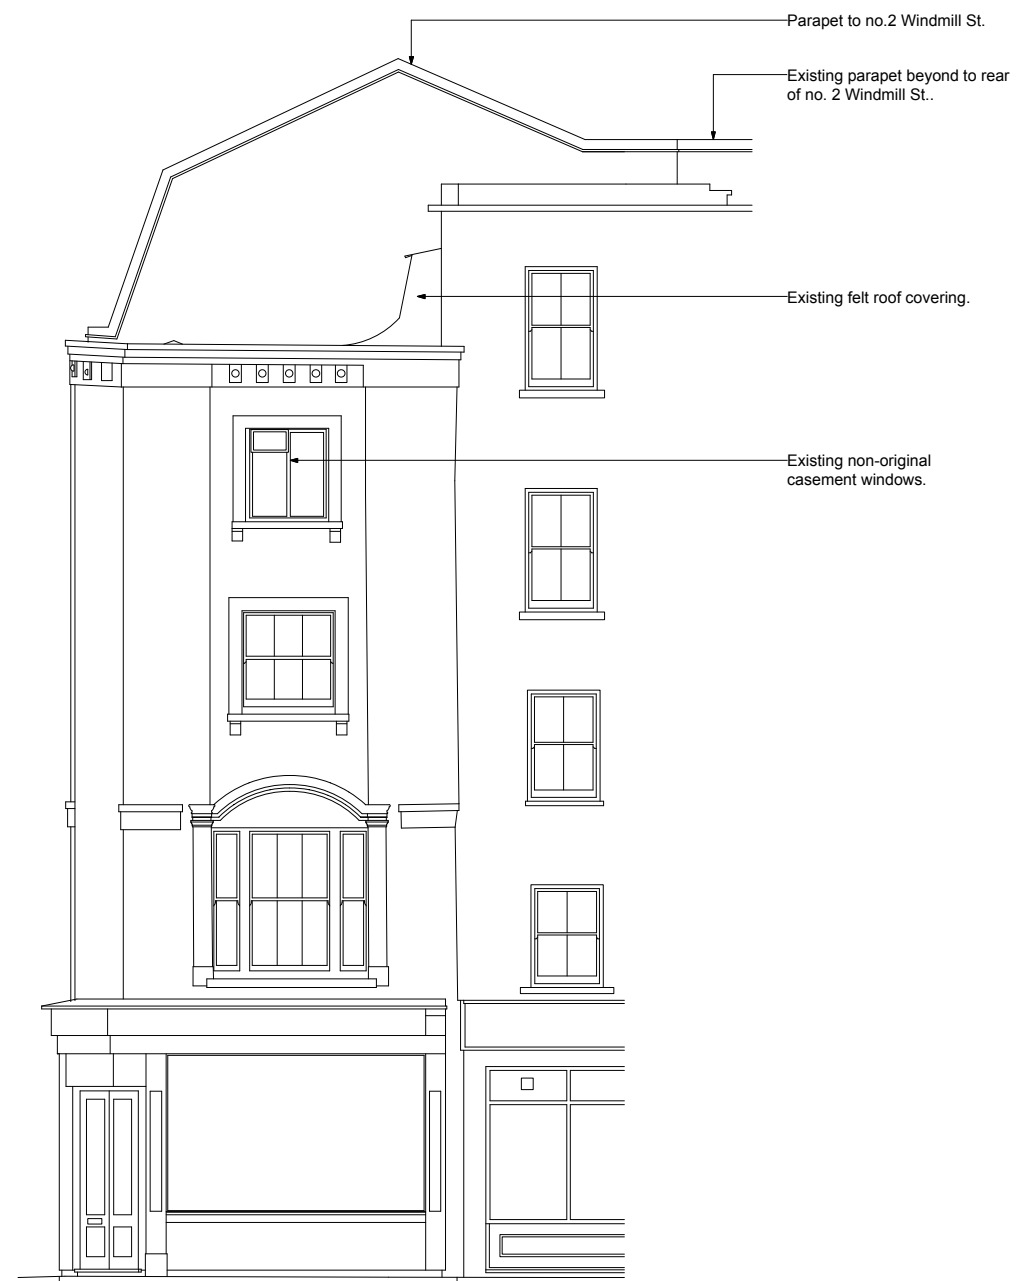 Parapet to no.2 Windmill St.
Existing parapet beyond to rear
of no. 2 Windmill St..
Existing felt roof covering.
Existing non-original
casement windows.